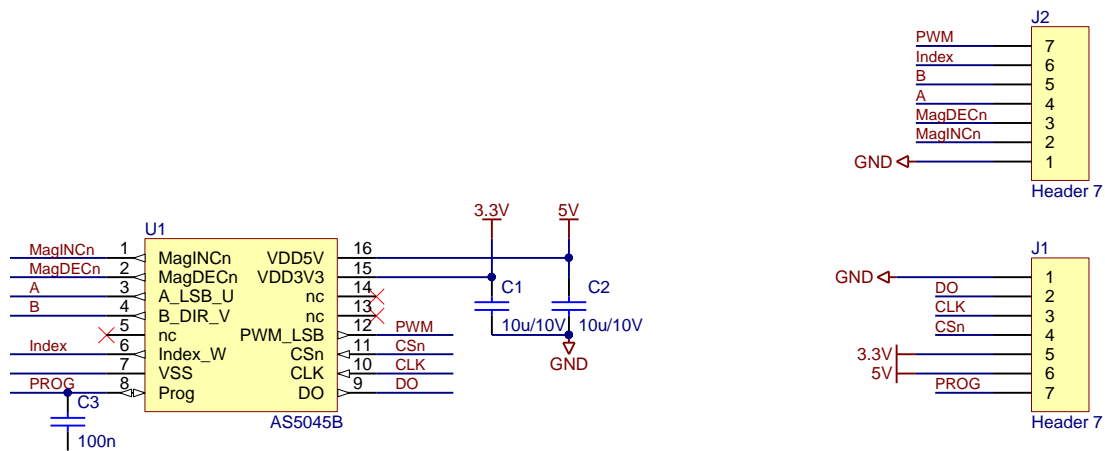 J2
PWM 7
Index 6
B 5
A 4
MagDECn 3
MagINCn 2
GND 1
Header 7
3.3V 5V
U1
MagINCn 1 MagINCn VDD5V 16
MagDECn 2 MagDECn VDD3V3 15
A 3 A_LSB_U nc 14
B 4 B_DIR_V nc 13
5 nc PWM_LSB 12 PWM
Index 6 Index_W CSn 11 CSn
7 VSS CLK 10 CLK
PROG 8 Prog DO 9 DO
AS5045B
C1
10u/10V
C2
10u/10V
GND
C3
100n
J1
GND 1
DO 2
CLK 3
CSn 4
3.3V 5
5V 6
PROG 7
Header 7